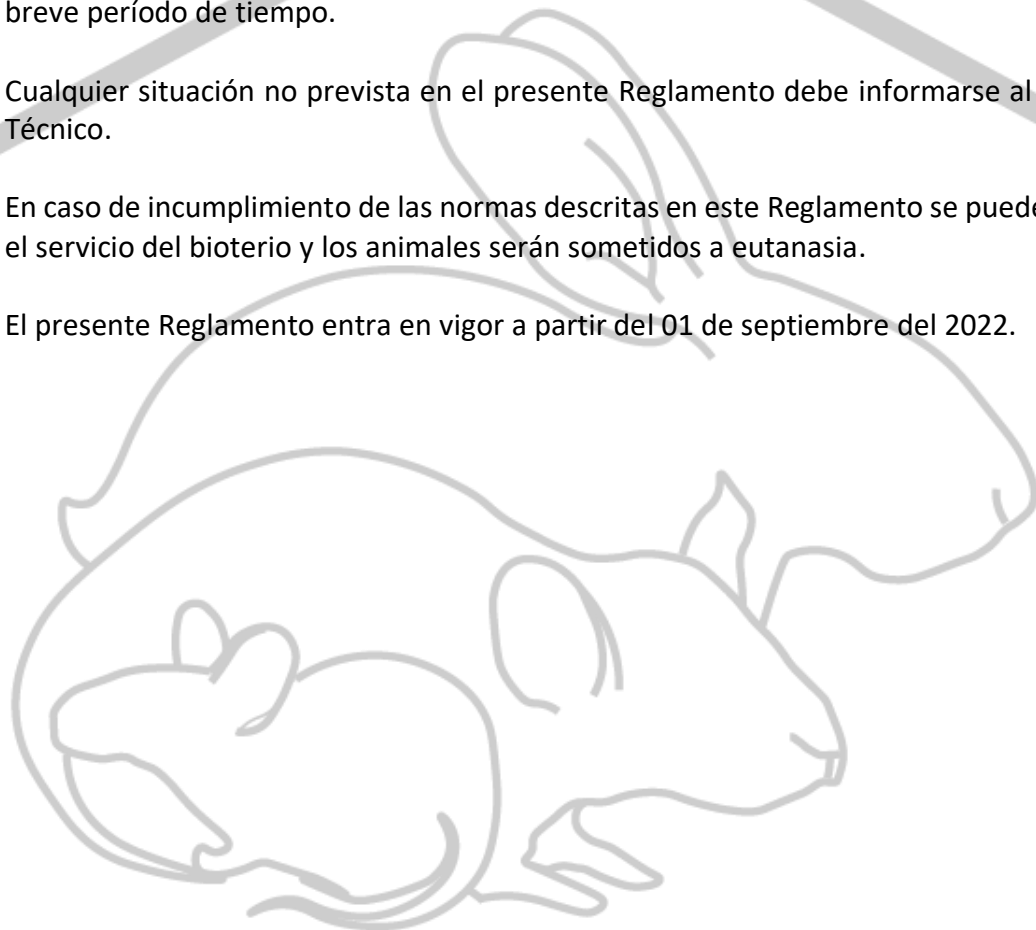 breve período de tiempo.
Cualquier situación no prevista en el presente Reglamento debe informarse al
Técnico.
En caso de incumplimiento de las normas descritas en este Reglamento se puede
el servicio del bioterio y los animales serán sometidos a eutanasia.
El presente Reglamento entra en vigor a partir del 01 de septiembre del 2022.